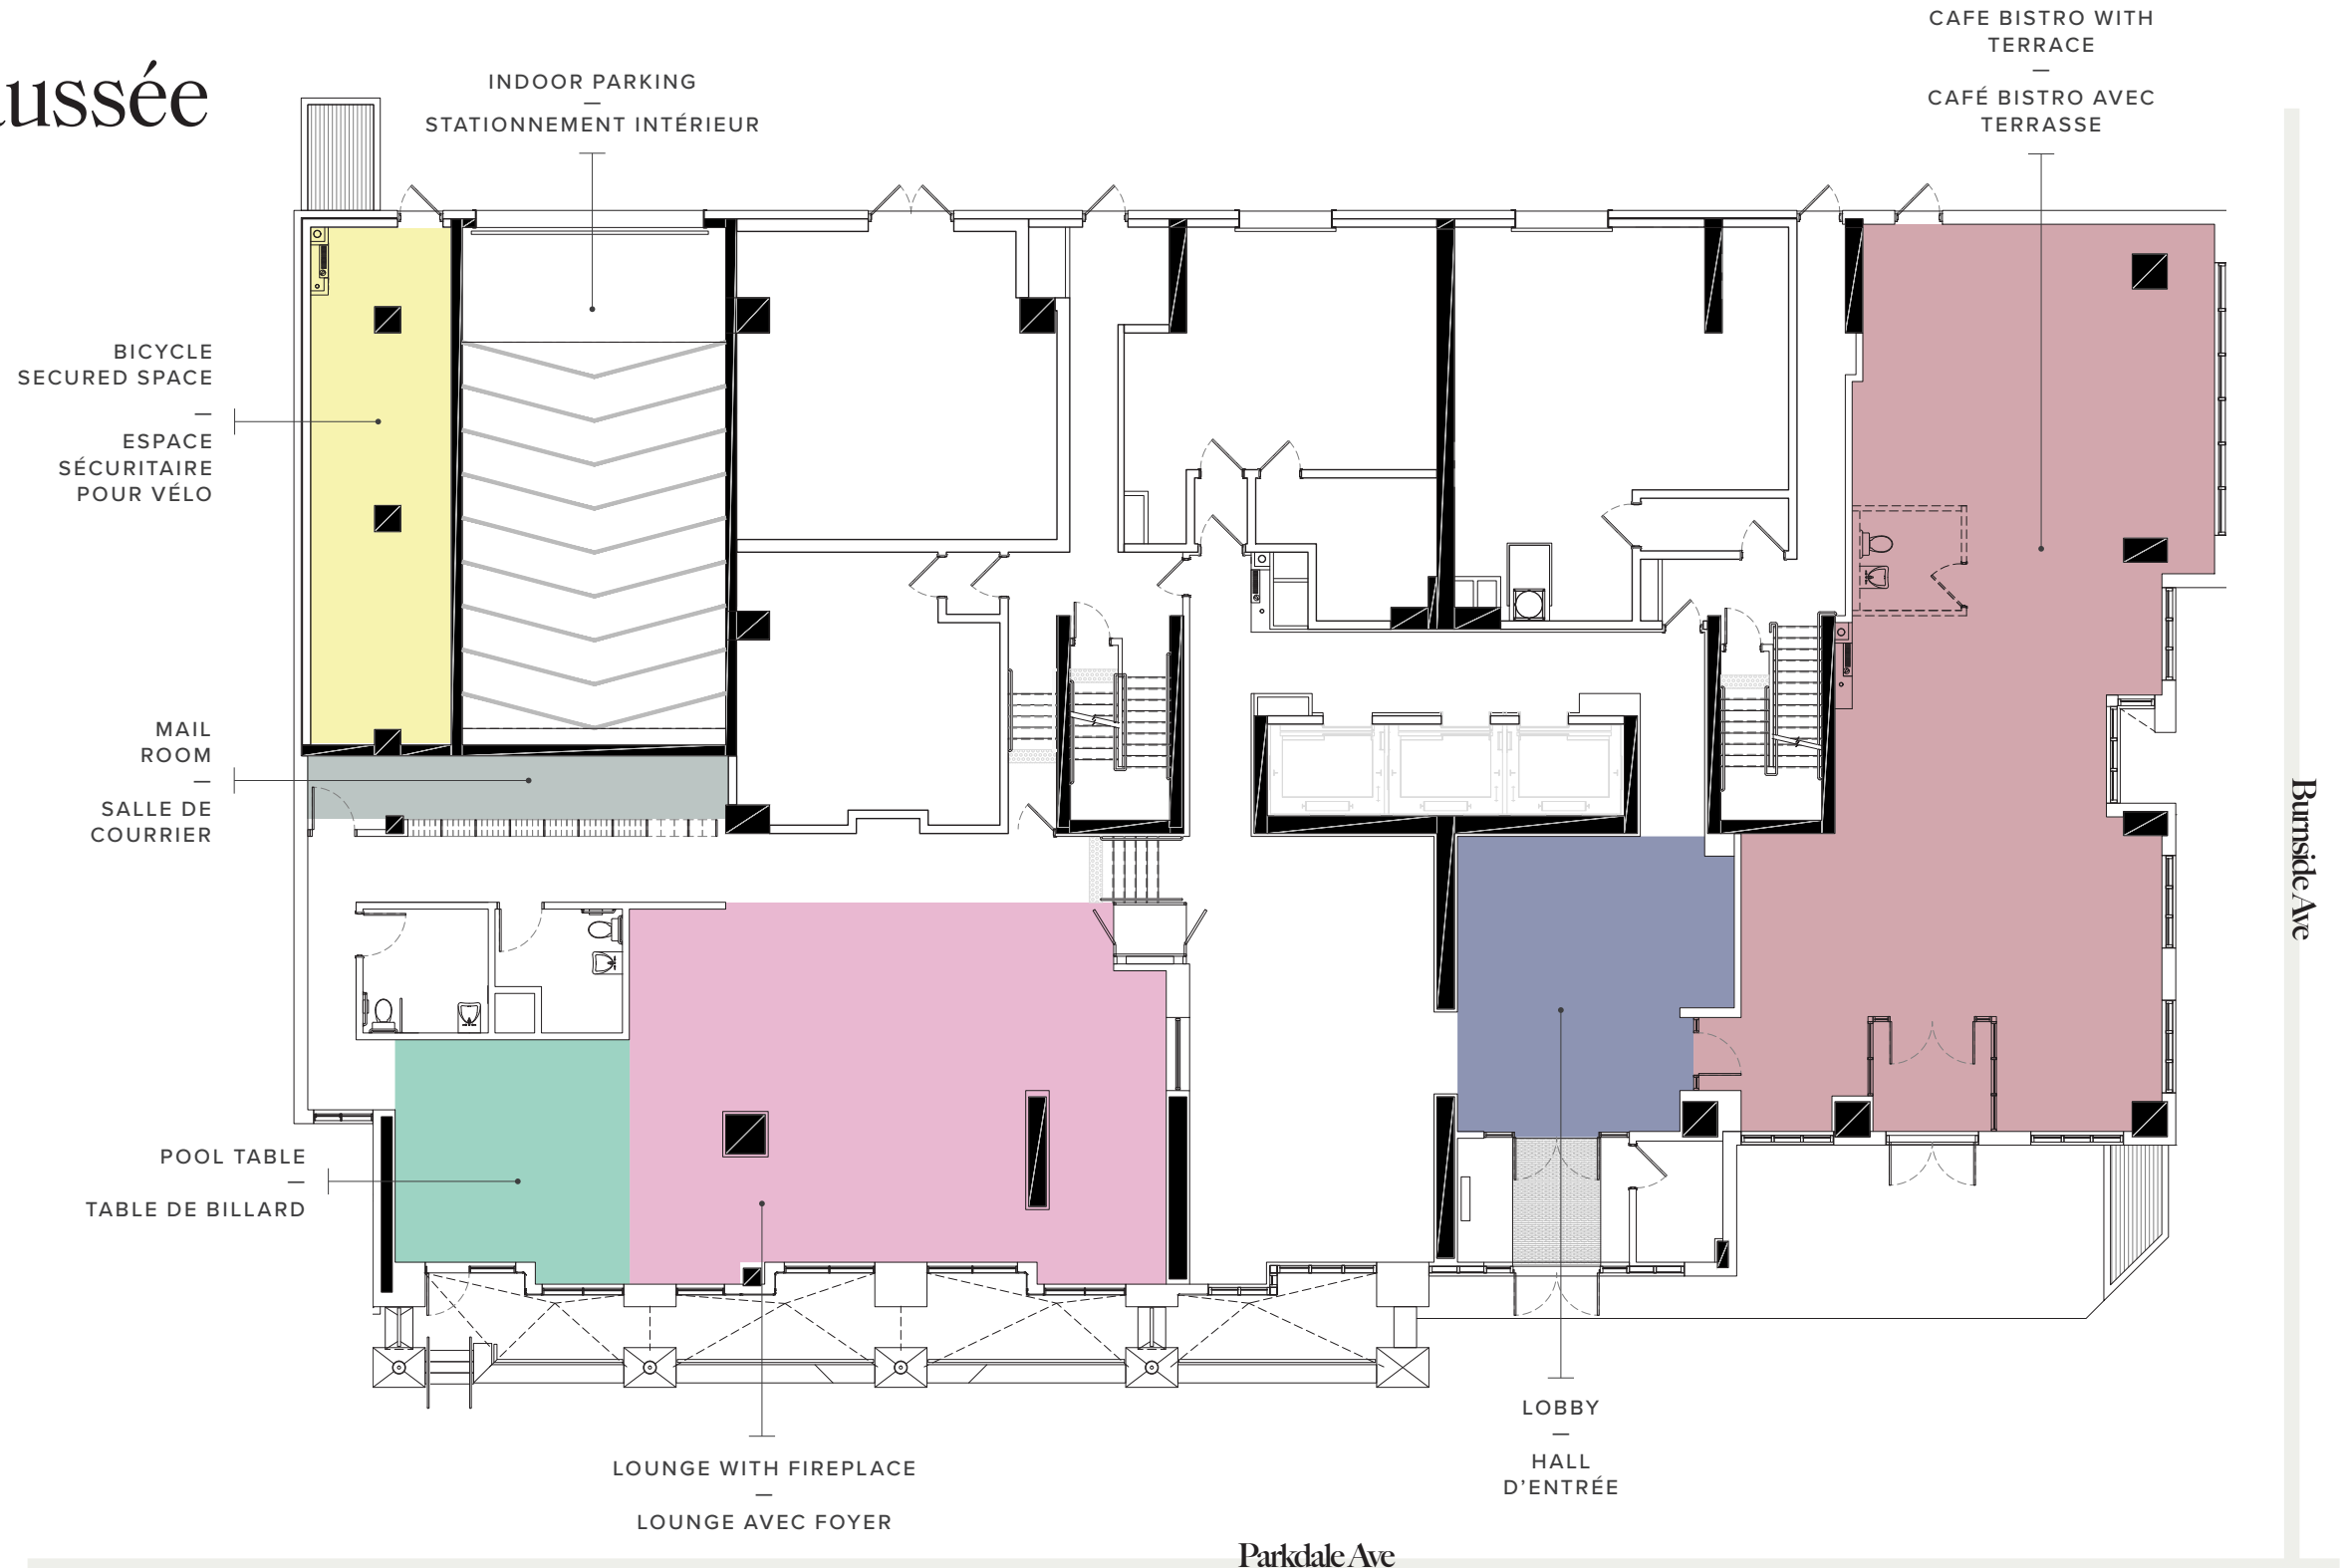 ussée
INDOOR PARKING
—
STATIONNEMENT INTÉRIEUR
CAFE BISTRO WITH
TERRACE
—
CAFÉ BISTRO AVEC
TERRASSE
BICYCLE
SECURED SPACE
—
ESPACE
SÉCURITAIRE
POUR VÉLO
MAIL
ROOM
—
SALLE DE
COURRIER
POOL TABLE
—
TABLE DE BILLARD
LOUNGE WITH FIREPLACE
—
LOUNGE AVEC FOYER
LOBBY
—
HALL
D’ENTRÉE
Burnside Ave
Parkdale Ave